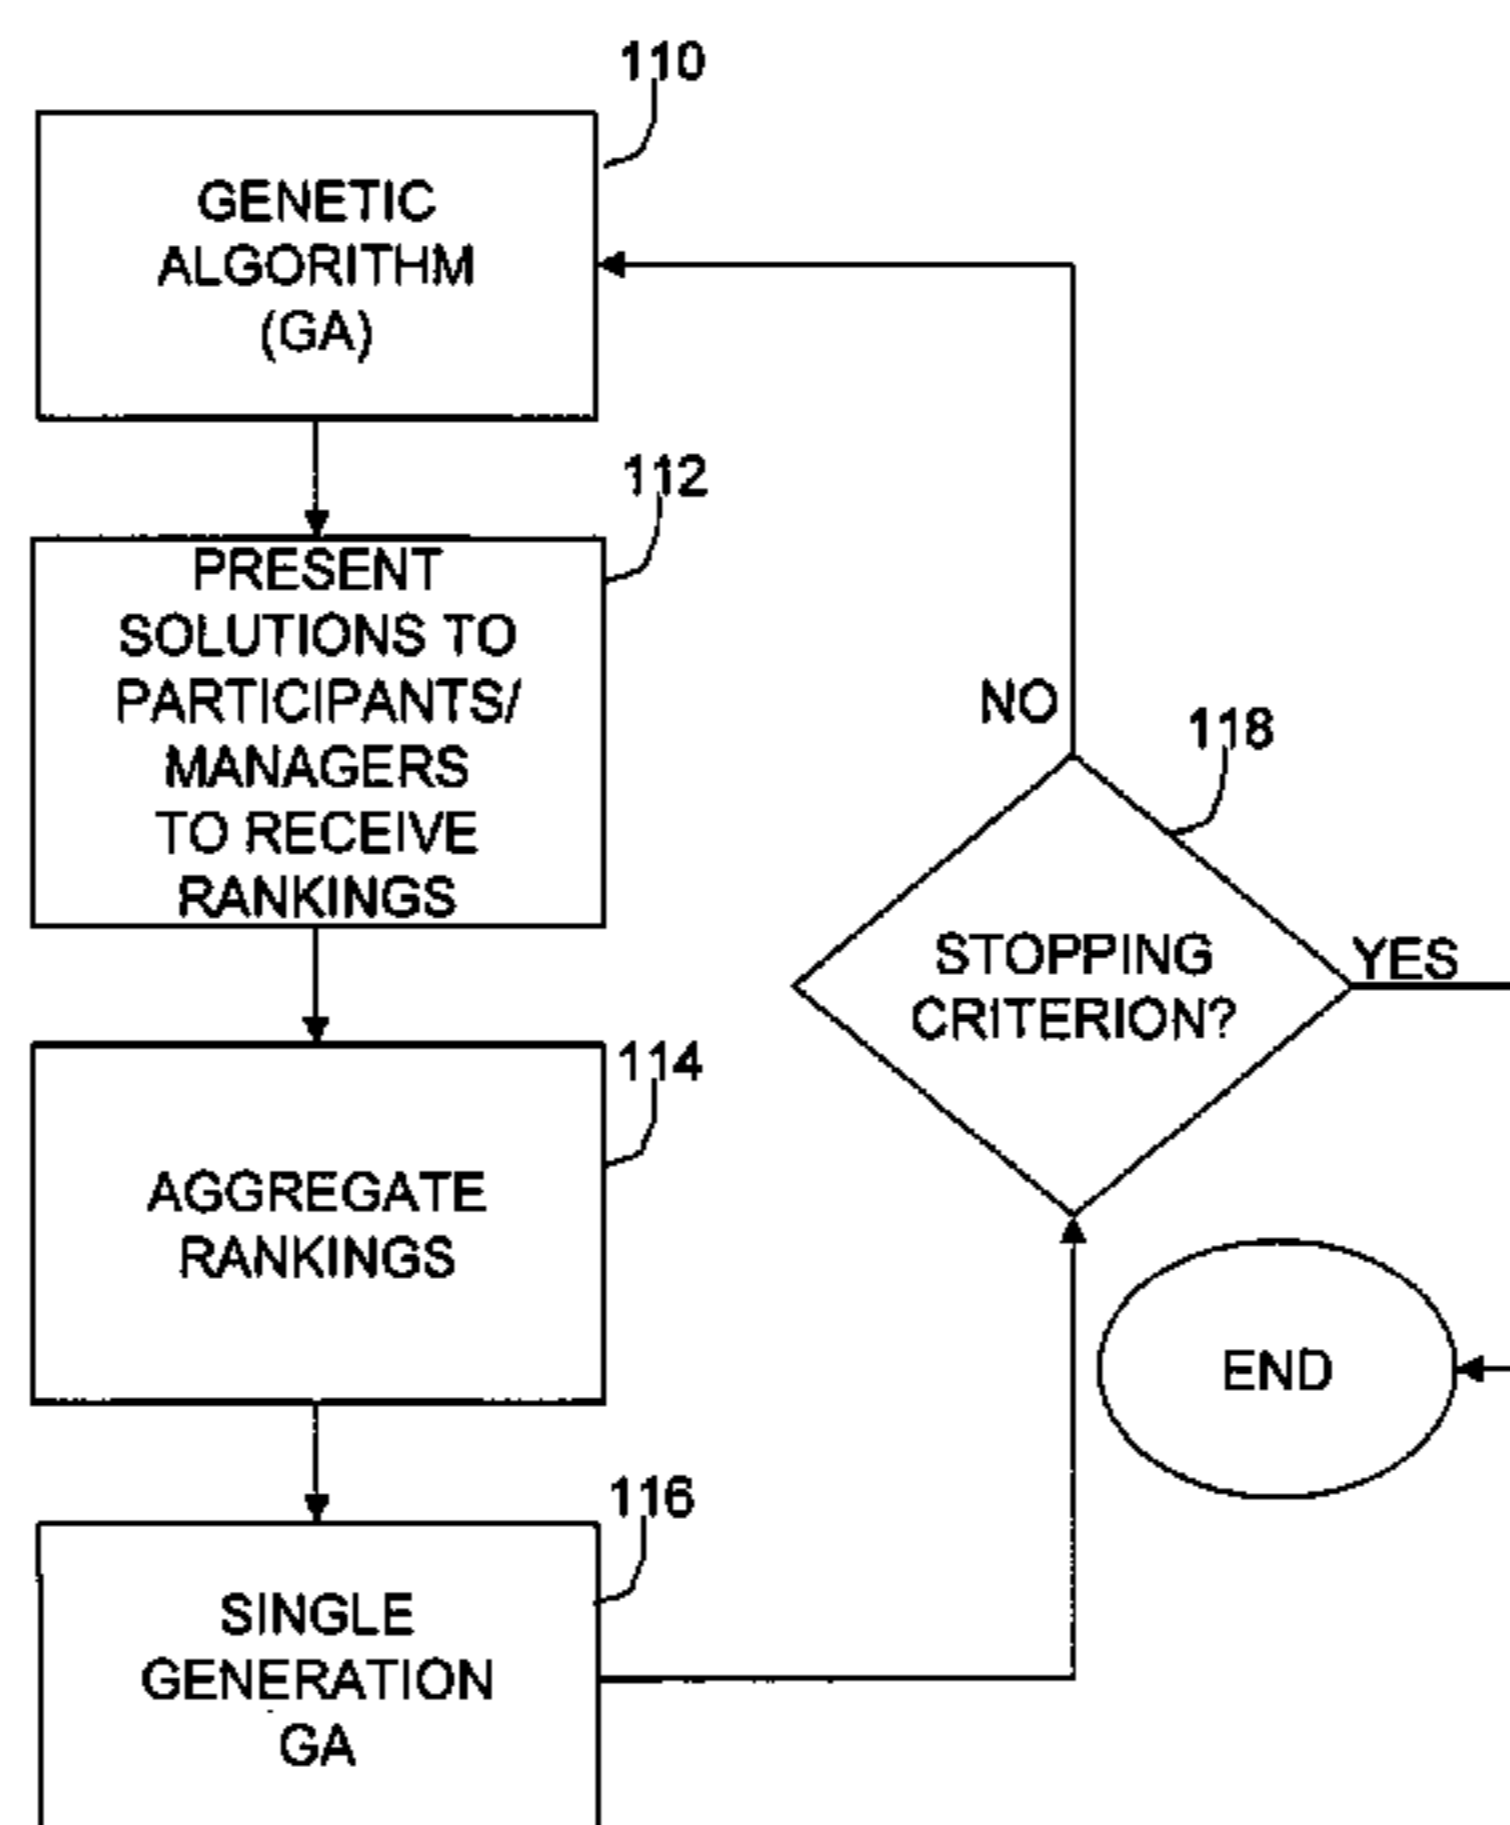 110
GENETIC
ALGORITHM
(GA)
112
PRESENT
SOLUTIONS TO
PARTICIPANTS/
MANAGERS
TO RECEIVE
RANKINGS
114
AGGREGATE
RANKINGS
116
SINGLE
GENERATION
GA
NO
118
STOPPING
CRITERION?
YES
END